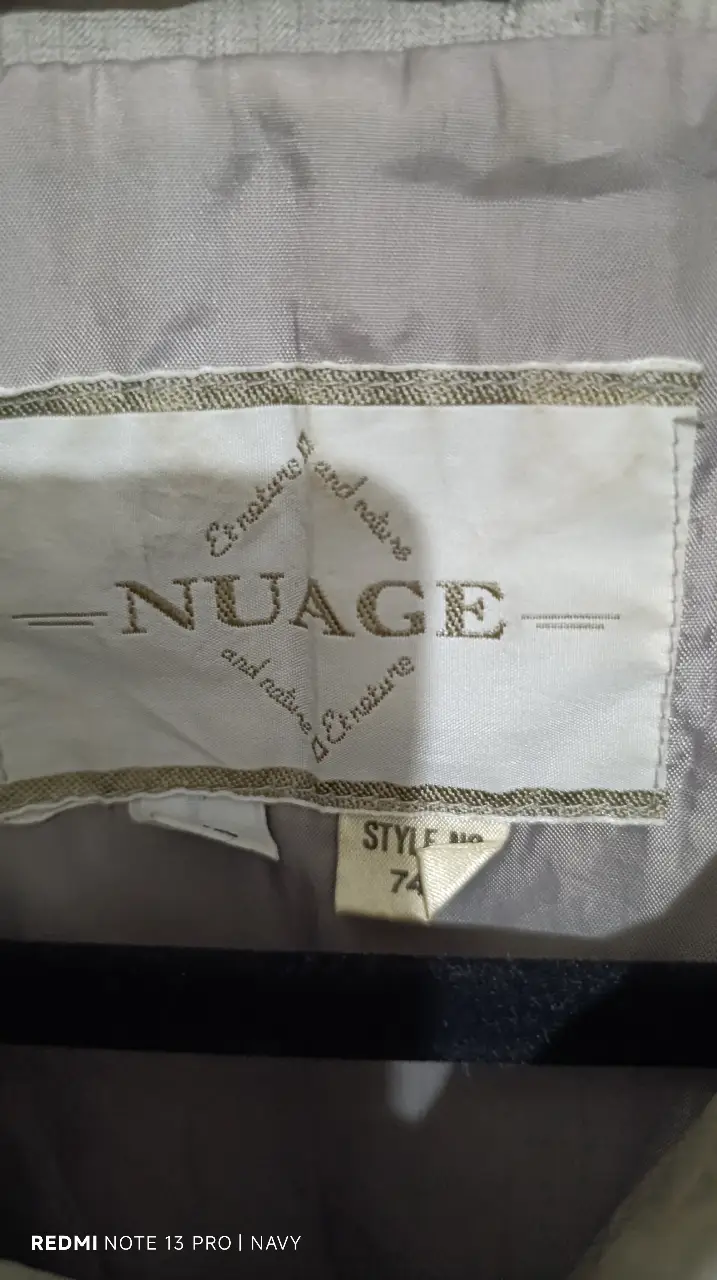 Et nature
and nature
NUAGE
and nature
Et nature
STYLE NO
74
REDMI NOTE 13 PRO | NAVY